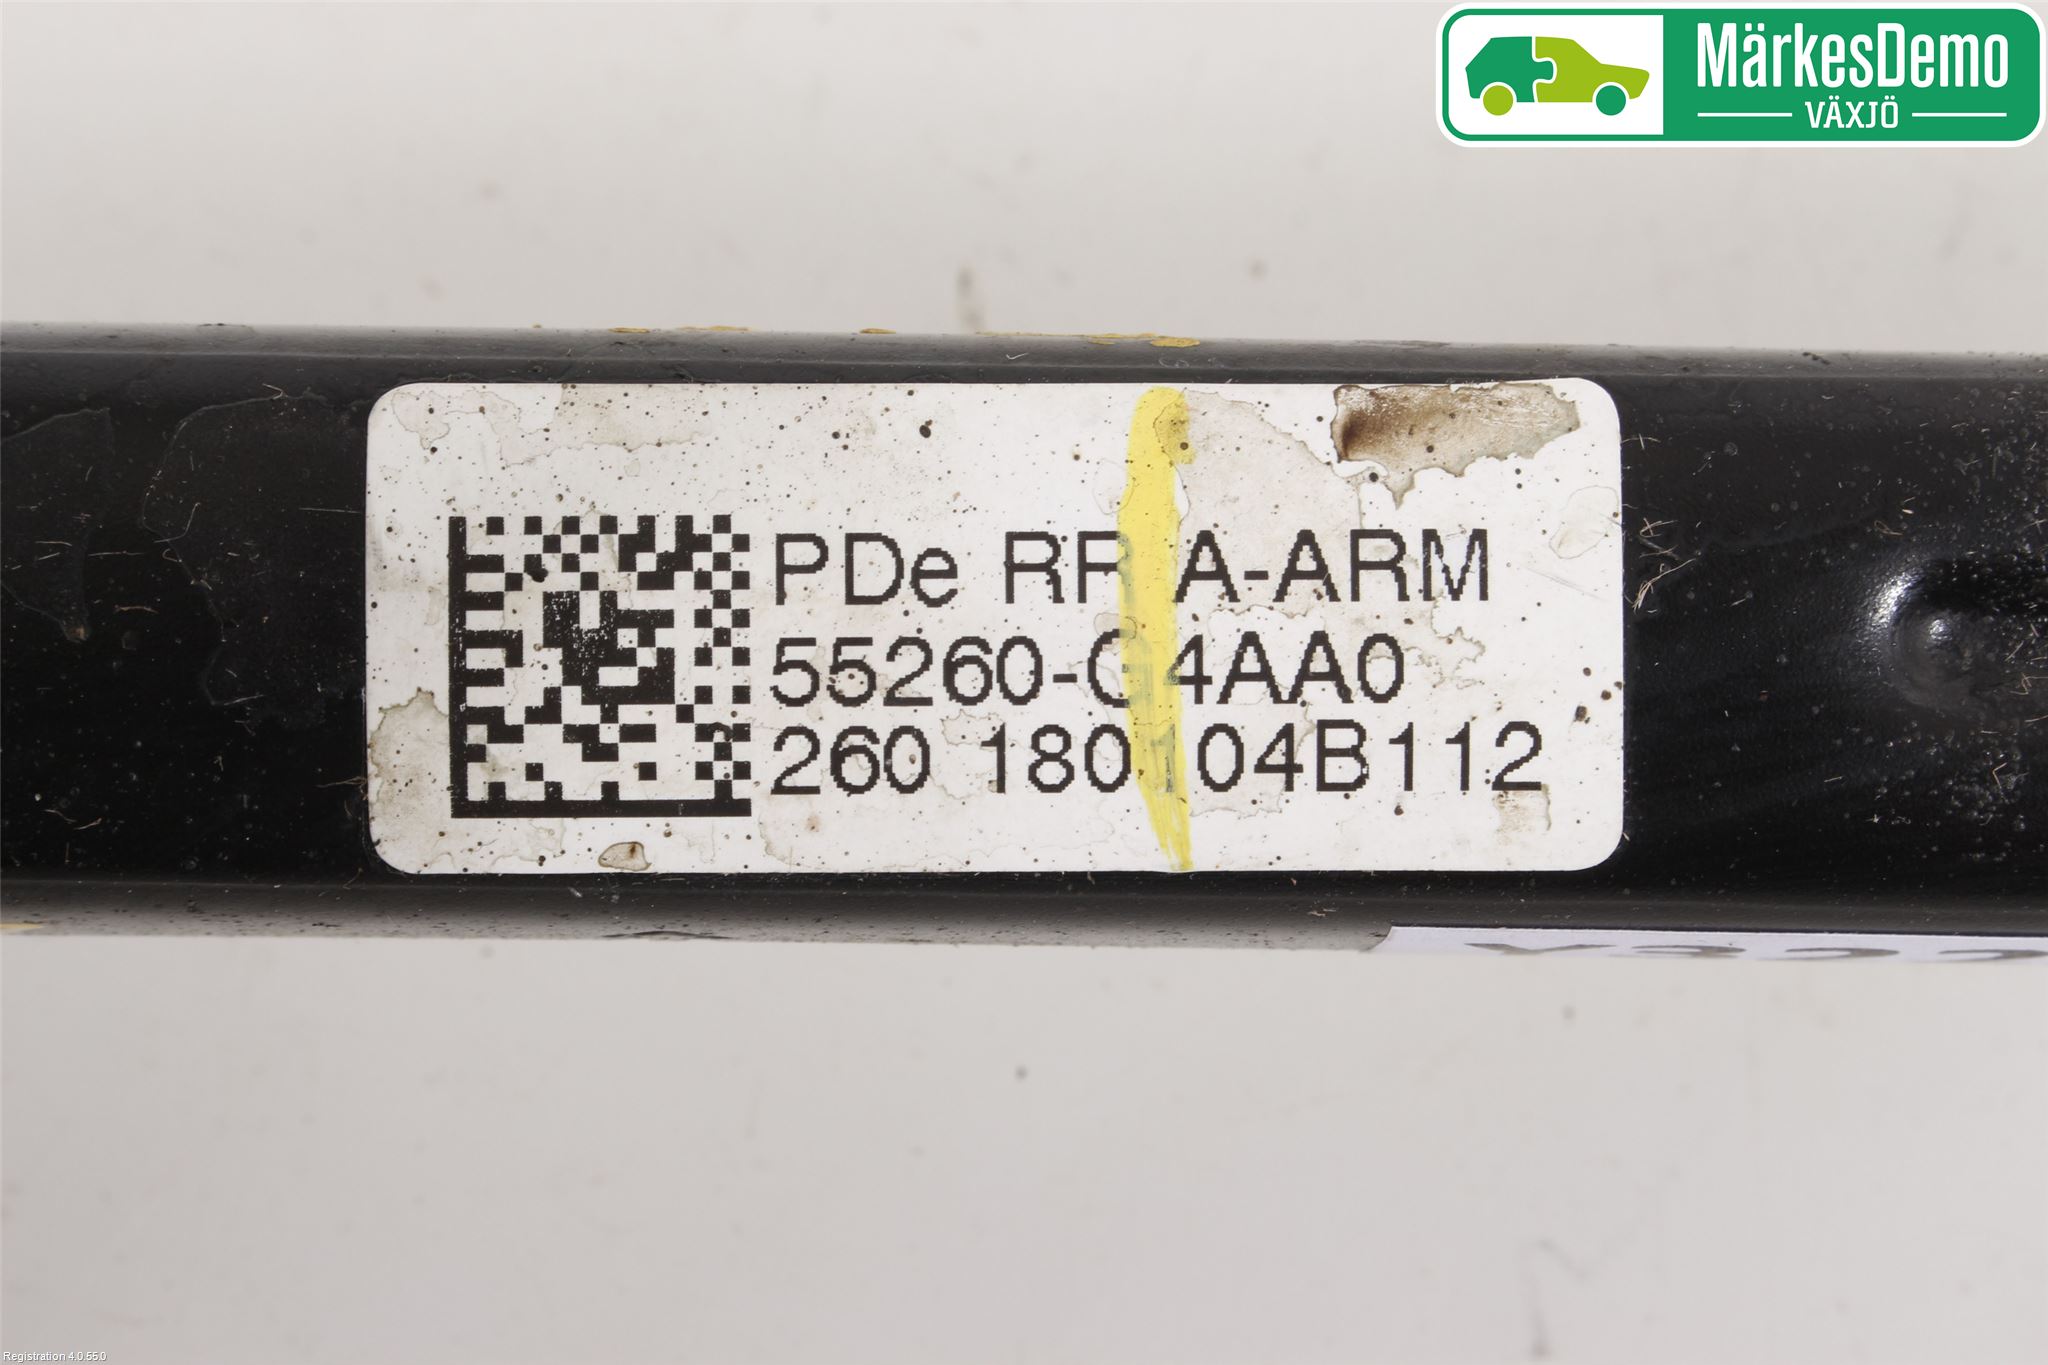 MärkesDemo
VÄXJÖ
PDe RR A-ARM
55260-G4AA0
260 180104B112
Registration 4.0.55.0